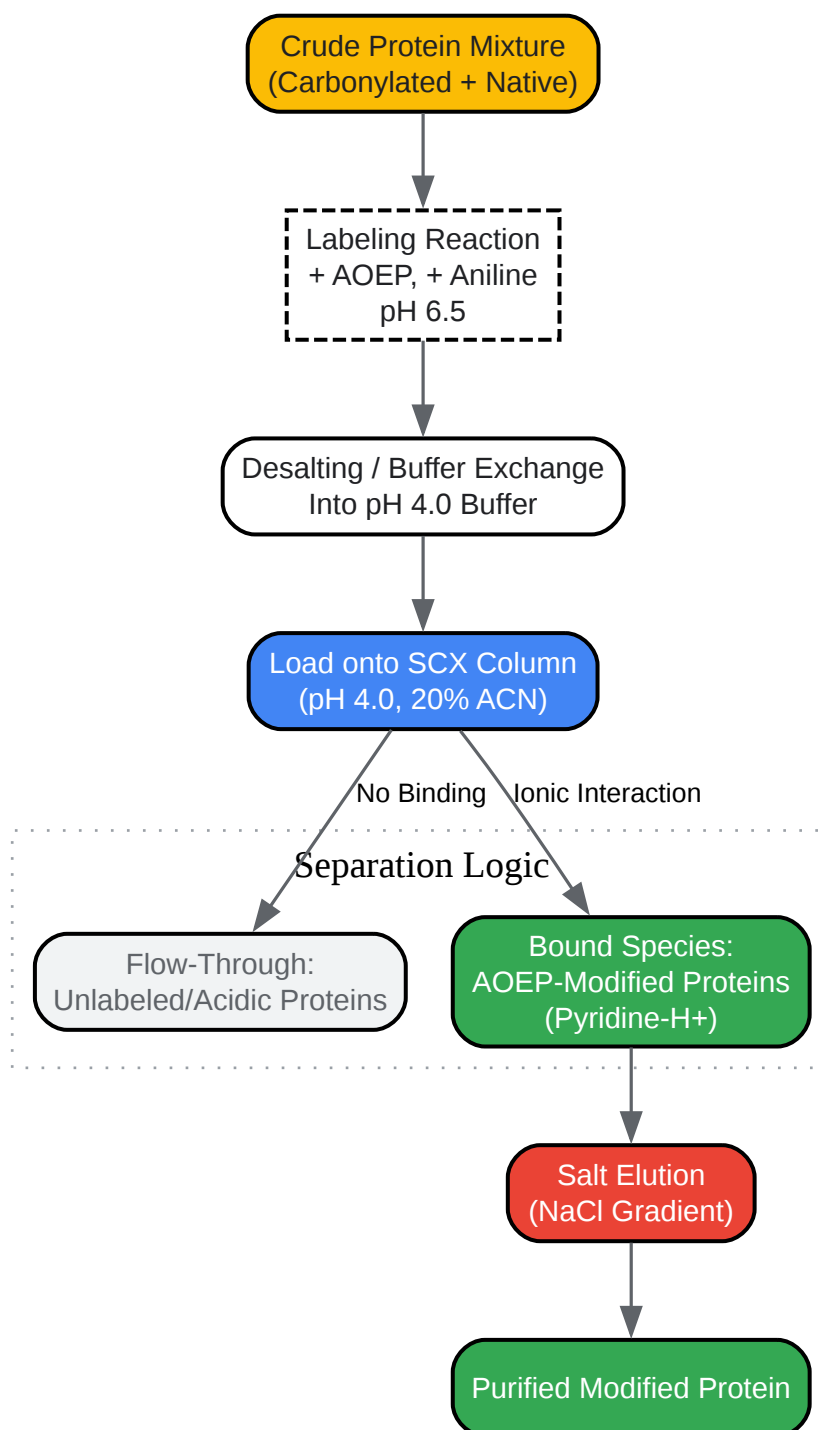 Crude Protein Mixture
(Carbonylated + Native)
Labeling Reaction
+ AOEP, + Aniline
pH 6.5
Desalting / Buffer Exchange
Into pH 4.0 Buffer
Load onto SCX Column
(pH 4.0, 20% ACN)
No Binding
Ionic Interaction
Separation Logic
Flow-Through:
Unlabeled/Acidic Proteins
Bound Species:
AOEP-Modified Proteins
(Pyridine-H+)
Salt Elution
(NaCl Gradient)
Purified Modified Protein